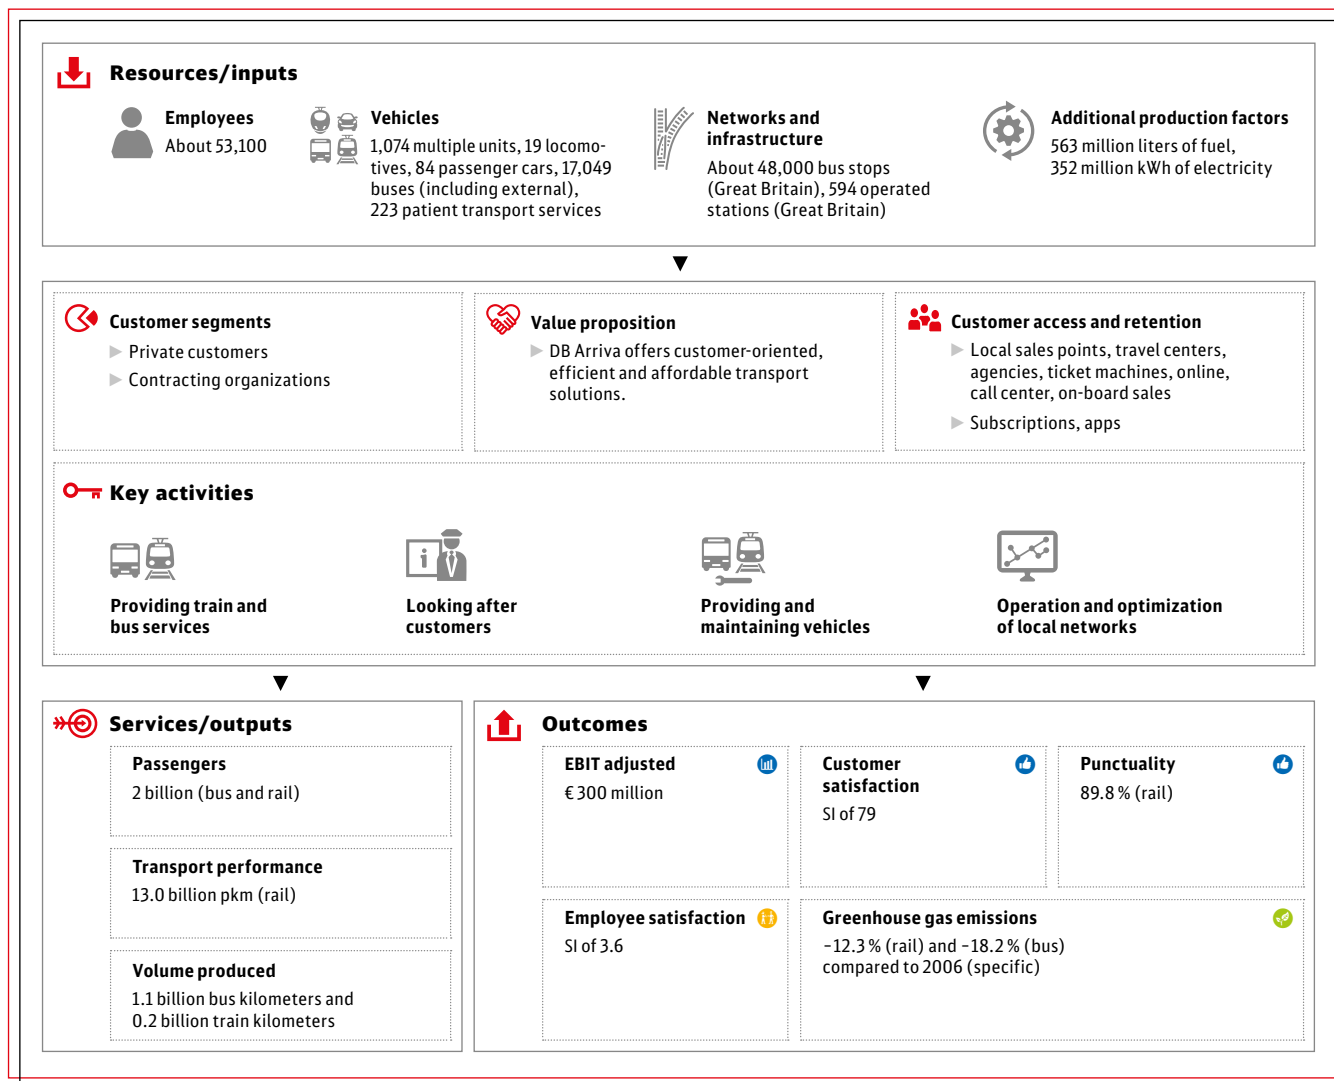 Resources/inputs
Employees
About 53,100
Vehicles
1,074 multiple units, 19 locomo-
tives, 84 passenger cars, 17,049
buses (including external),
223 patient transport services
Networks and
infrastructure
About 48,000 bus stops
(Great Britain), 594 operated
stations (Great Britain)
Additional production factors
563 million liters of fuel,
352 million kWh of electricity
Customer segments
Private customers
Contracting organizations
Value proposition
DB Arriva offers customer-oriented,
efficient and affordable transport
solutions.
Customer access and retention
Local sales points, travel centers,
agencies, ticket machines, online,
call center, on-board sales
Subscriptions, apps
Key activities
Providing train and
bus services
i
Looking after
customers
Providing and
maintaining vehicles
Operation and optimization
of local networks
Services/outputs
Passengers
2 billion (bus and rail)
Transport performance
13.0 billion pkm (rail)
Volume produced
1.1 billion bus kilometers and
0.2 billion train kilometers
Outcomes
EBIT adjusted
€ 300 million
Customer
satisfaction
SI of 79
Punctuality
89.8 % (rail)
Employee satisfaction
SI of 3.6
Greenhouse gas emissions
−12.3 % (rail) and −18.2 % (bus)
compared to 2006 (specific)